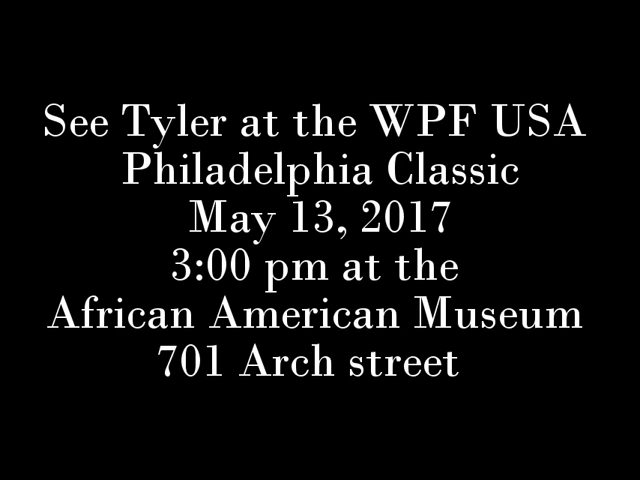 See Tyler at the WPF USA
Philadelphia Classic
May 13, 2017
3:00 pm at the
African American Museum
701 Arch street